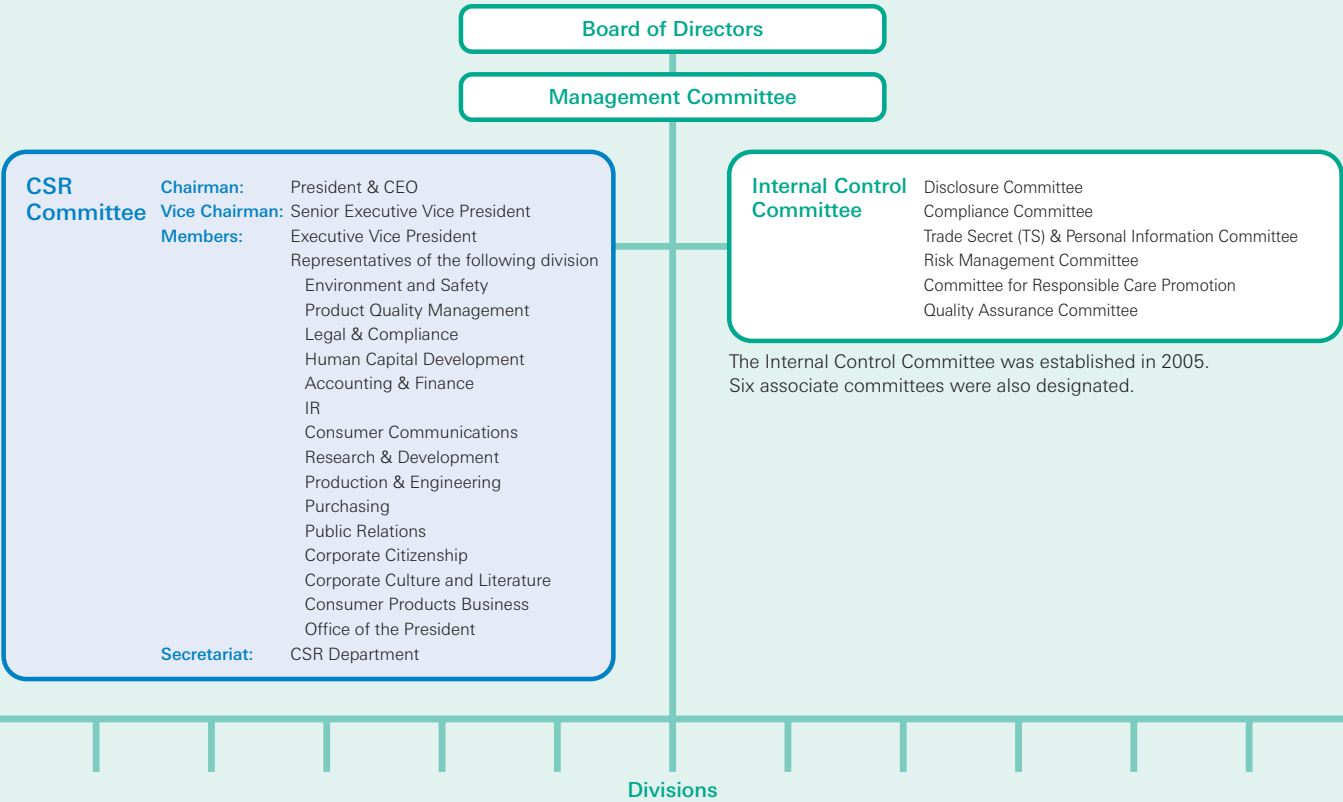 Board of Directors
Management Committee
CSR
Committee
Chairman: President & CEO
Vice Chairman: Senior Executive Vice President
Members: Executive Vice President
Representatives of the following division
Environment and Safety
Product Quality Management
Legal & Compliance
Human Capital Development
Accounting & Finance
IR
Consumer Communications
Research & Development
Production & Engineering
Purchasing
Public Relations
Corporate Citizenship
Corporate Culture and Literature
Consumer Products Business
Office of the President
Secretariat: CSR Department
Internal Control
Committee
Disclosure Committee
Compliance Committee
Trade Secret (TS) & Personal Information Committee
Risk Management Committee
Committee for Responsible Care Promotion
Quality Assurance Committee
The Internal Control Committee was established in 2005.
Six associate committees were also designated.
Divisions